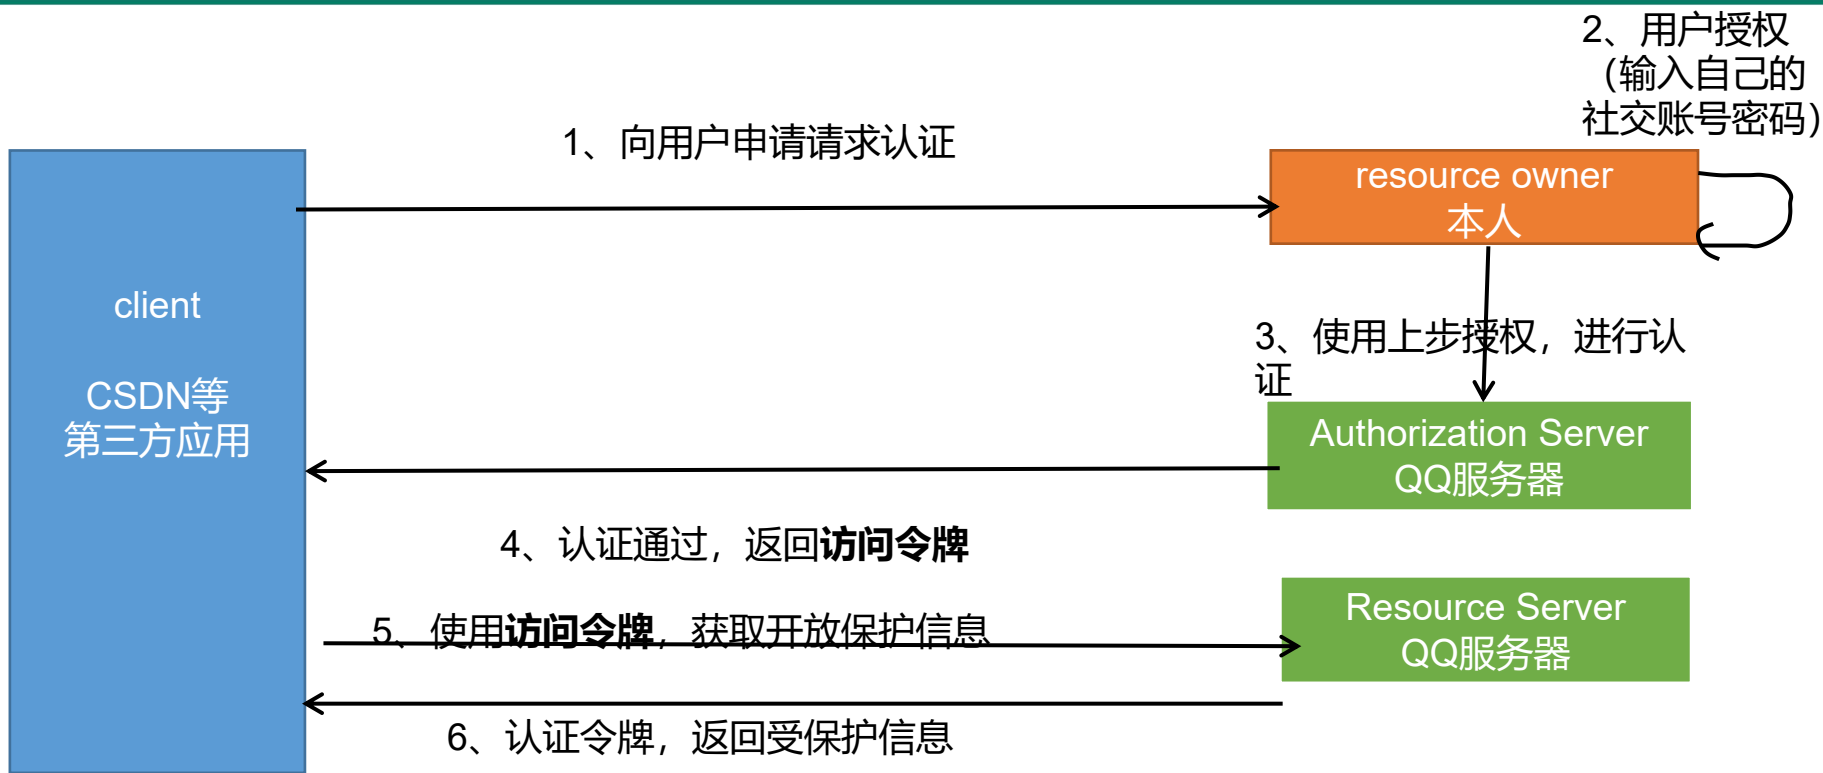 2、用户授权
（输入自己的
社交账号密码）
1、向用户申请请求认证
resource owner
本人
client
CSDN等
第三方应用
3、使用上步授权，进行认
证
Authorization Server
QQ服务器
4、认证通过，返回访问令牌
5、使用访问令牌，获取开放保护信息
Resource Server
QQ服务器
6、认证令牌，返回受保护信息